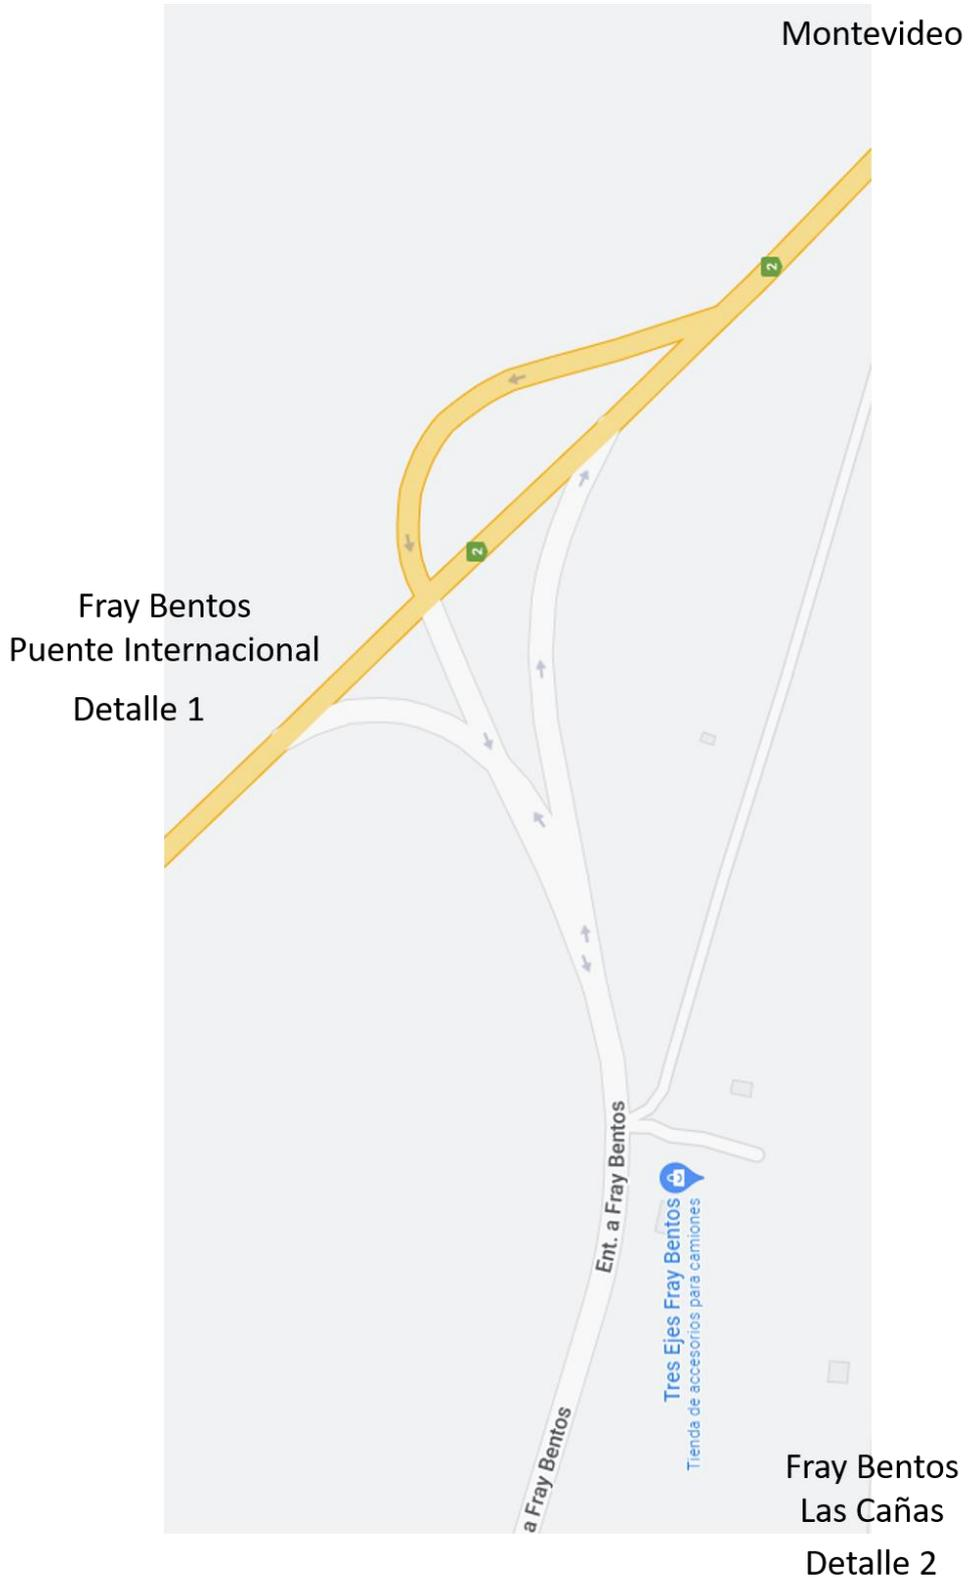 Montevideo
2
2
Fray Bentos
Puente Internacional
Detalle 1
Ent. a Fray Bentos
Tres Ejes Fray Bentos
Tienda de accesorios para camiones
a Fray Bentos
Fray Bentos
Las Cañas
Detalle 2